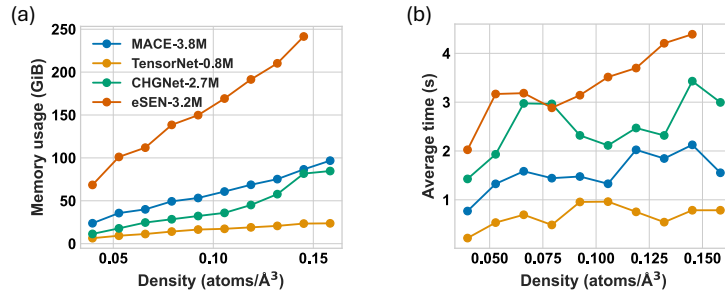 (a)
Memory usage (GiB)
250
200
150
100
50
0
MACE-3.8M
TensorNet-0.8M
CHGNet-2.7M
eSEN-3.2M
0.05
0.10
0.15
Density (atoms/Å³)
(b)
Average time (s)
4
3
2
1
0.050
0.075
0.100
0.125
0.150
Density (atoms/Å³)